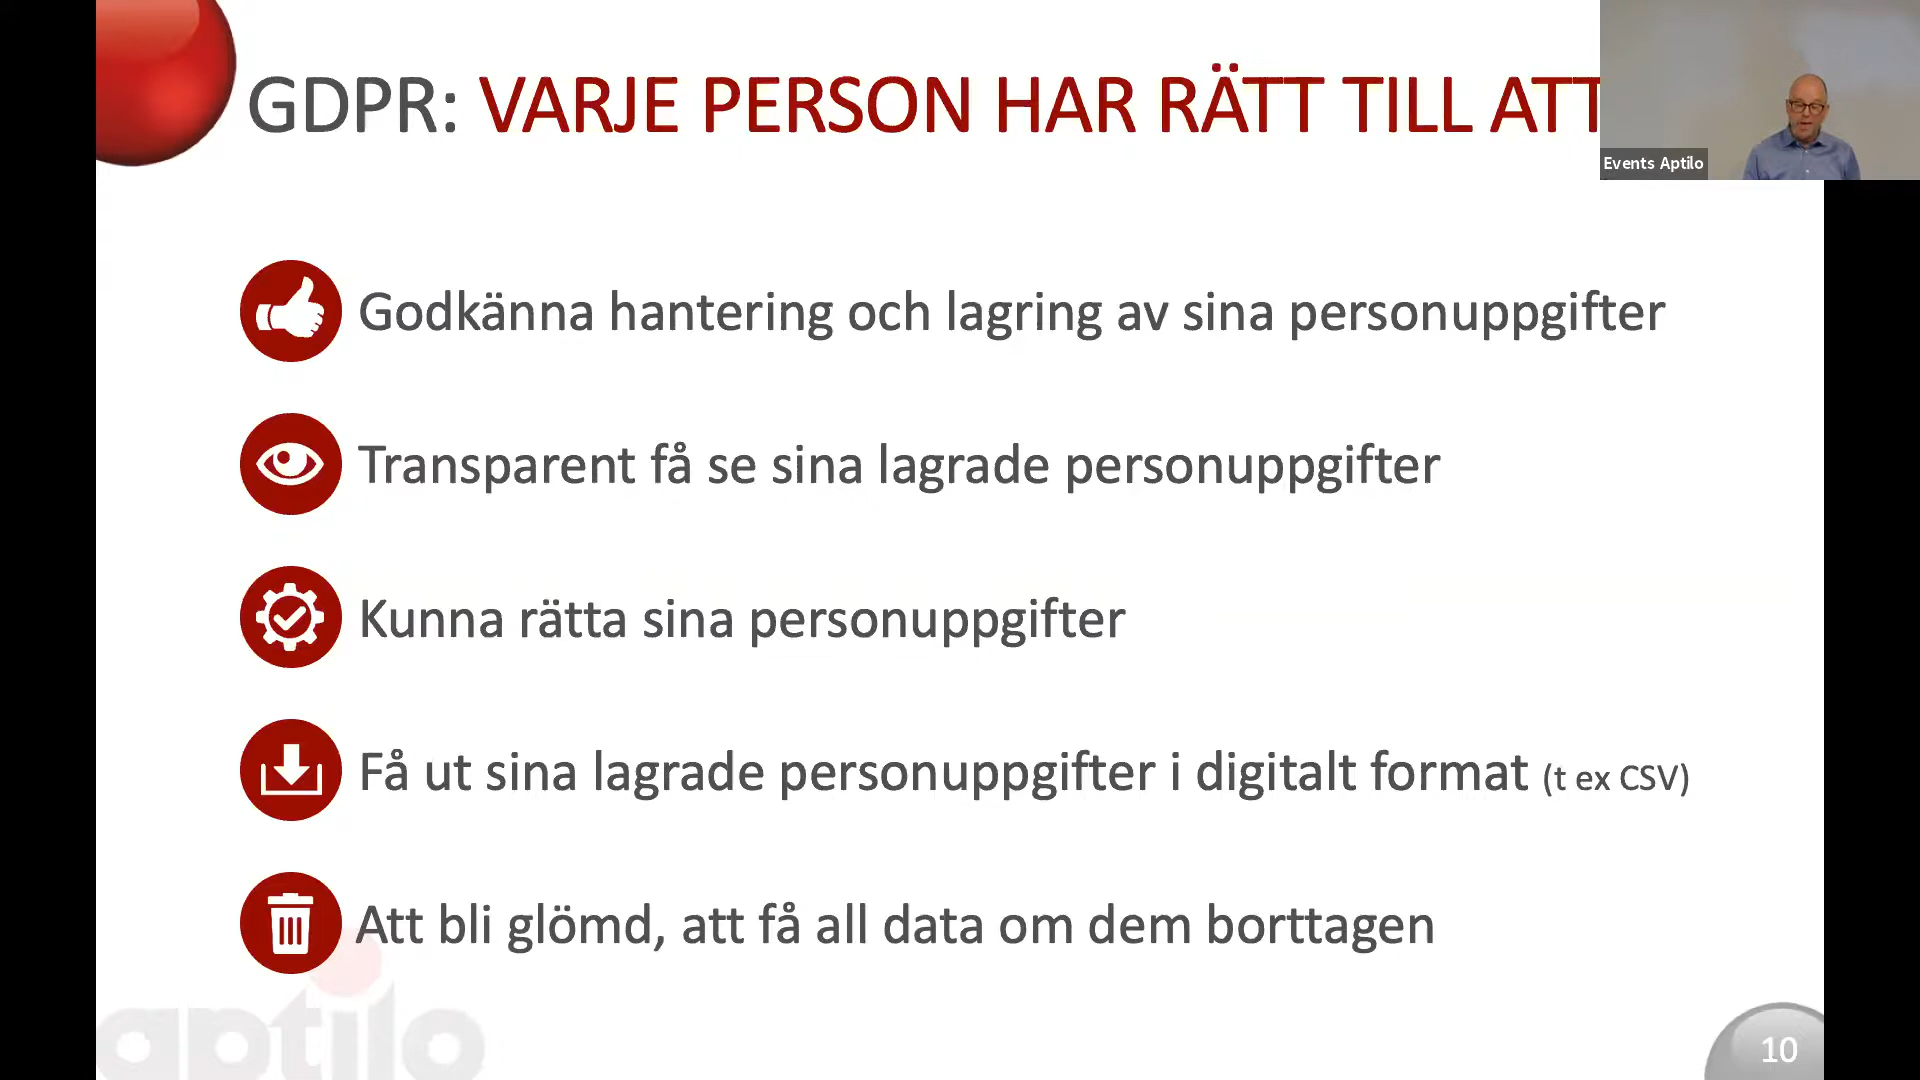 GDPR: VARJE PERSON HAR RÄTT TILL ATT
Events Aptilo
Godkänna hantering och lagring av sina personuppgifter
Transparent få se sina lagrade personuppgifter
Kunna rätta sina personuppgifter
Få ut sina lagrade personuppgifter i digitalt format (t ex CSV)
Att bli glömd, att få all data om dem borttagen
aptilo
10